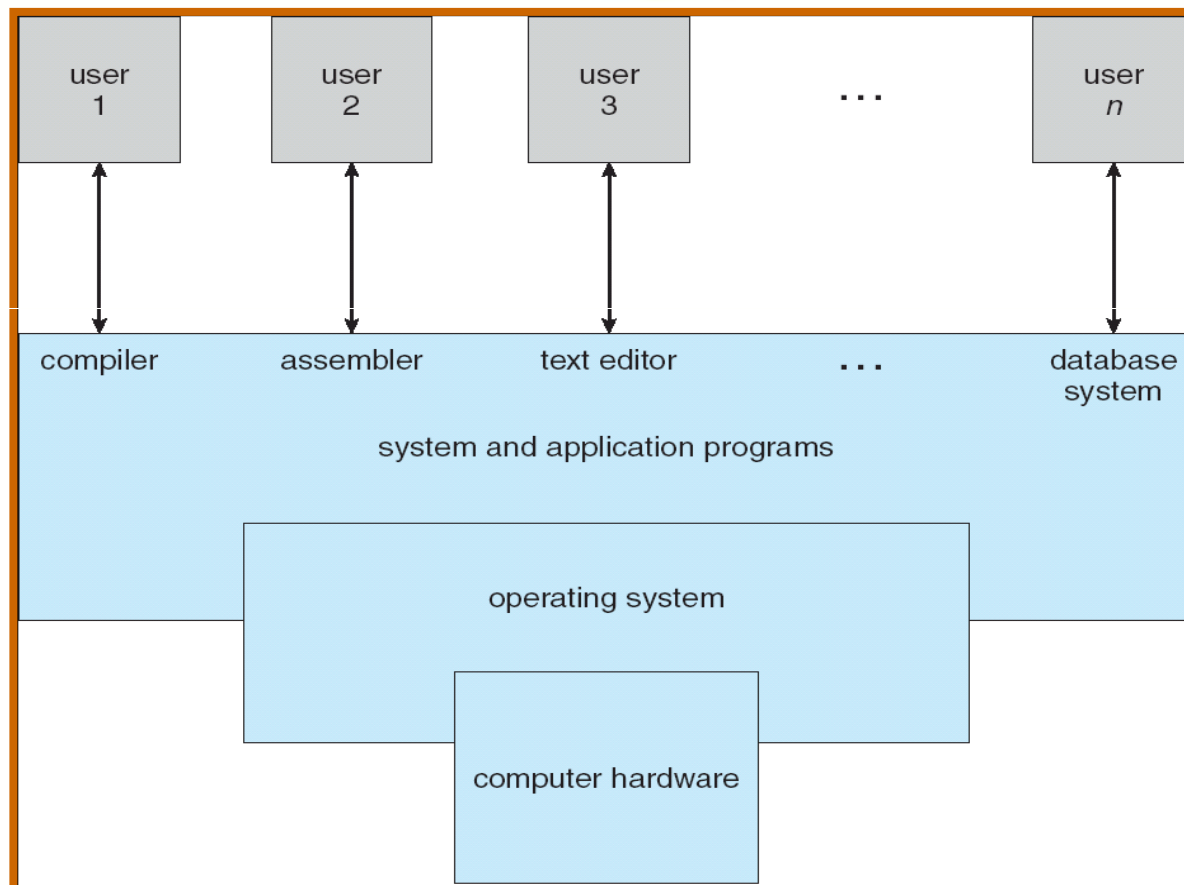 user
1
user
2
user
3
...
user
n
compiler
assembler
text editor
...
database
system
system and application programs
operating system
computer hardware